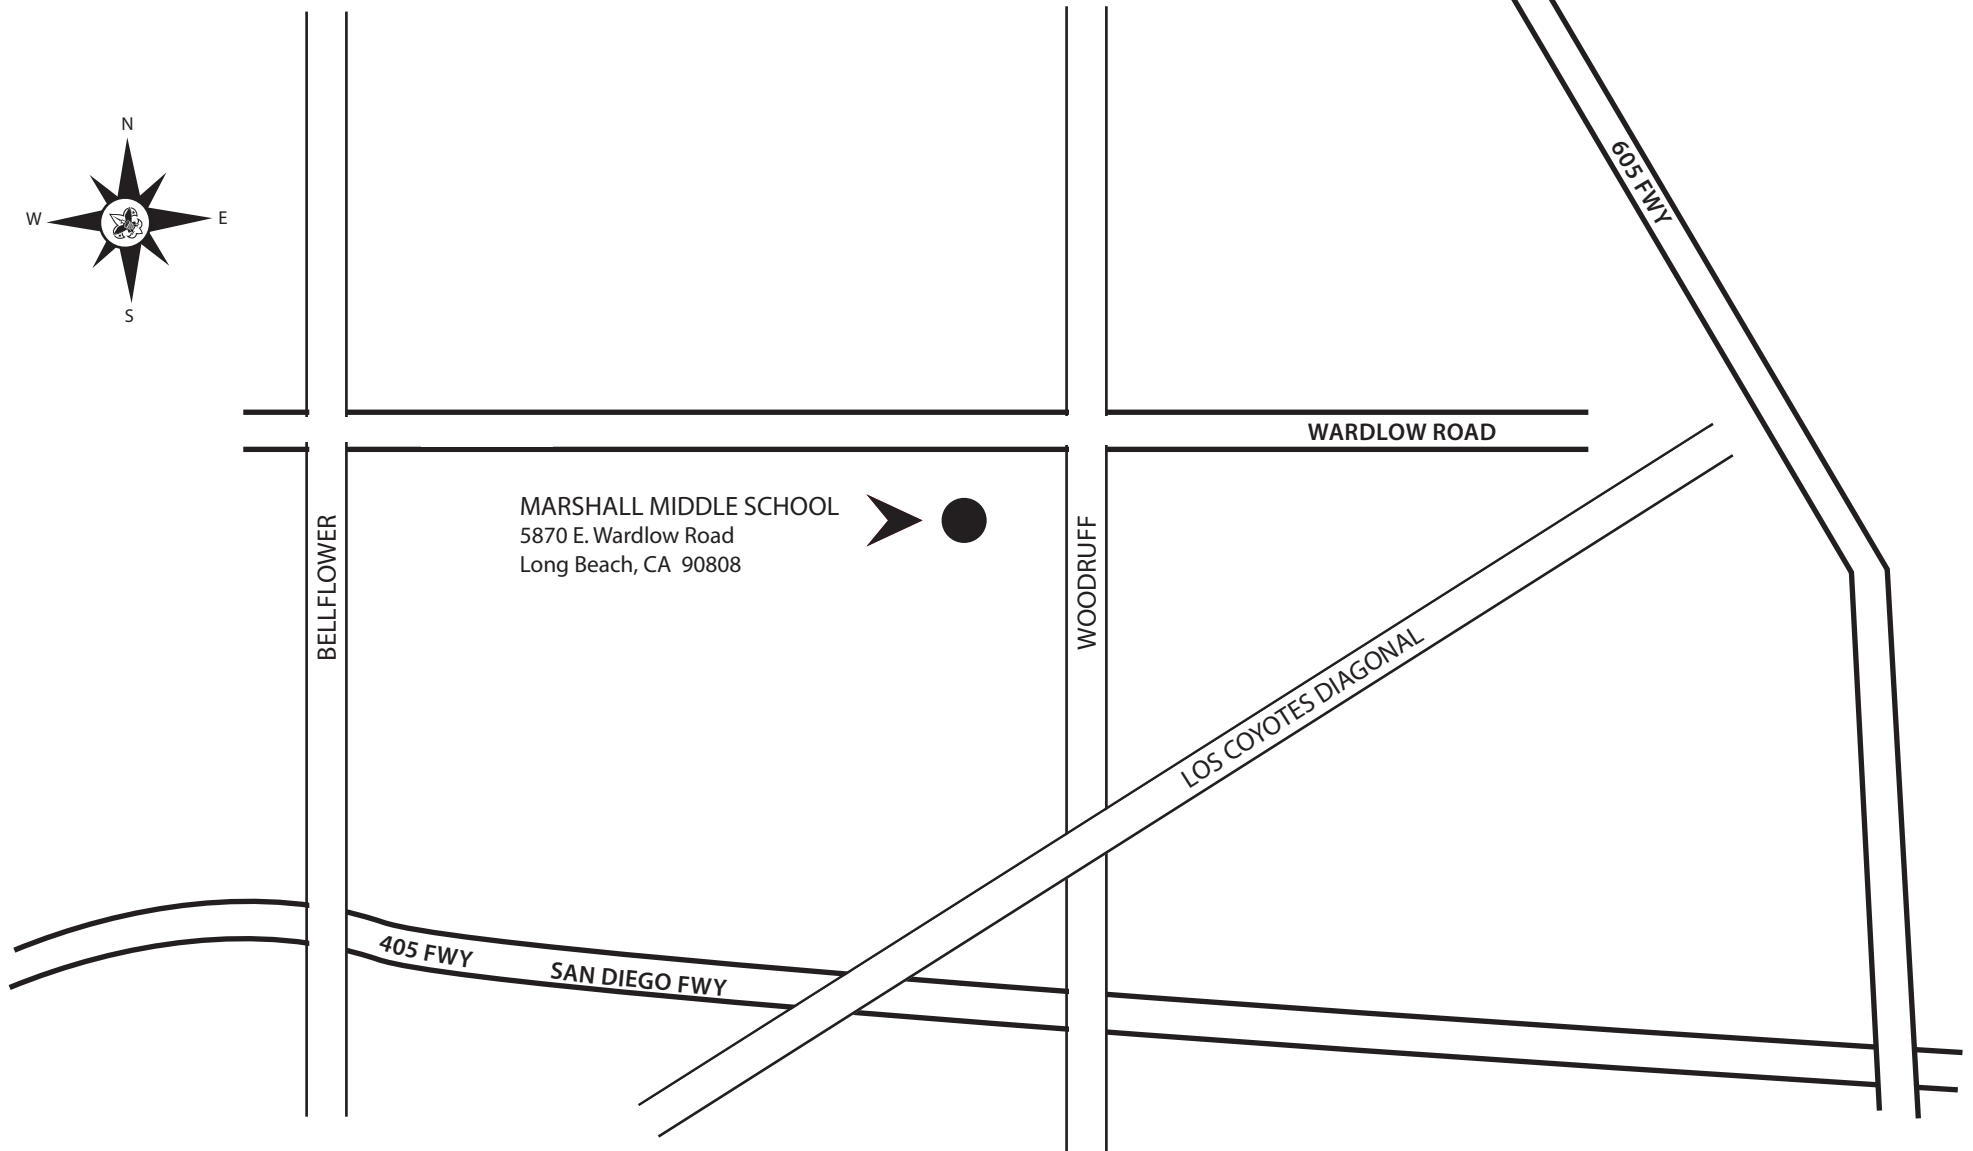 N
W
E
S
605 FWY
WARDLOW ROAD
MARSHALL MIDDLE SCHOOL
5870 E. Wardlow Road
Long Beach, CA  90808
BELLFLOWER
WOODRUFF
LOS COYOTES DIAGONAL
405 FWY
SAN DIEGO FWY